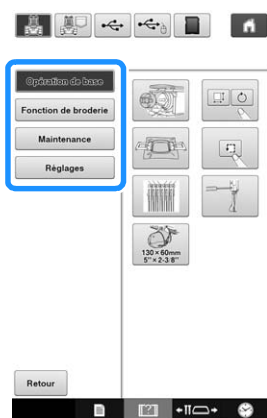 Opération de base
Fonction de broderie
Maintenance
Réglages
130×60mm
5"×2-3/8"
Retour